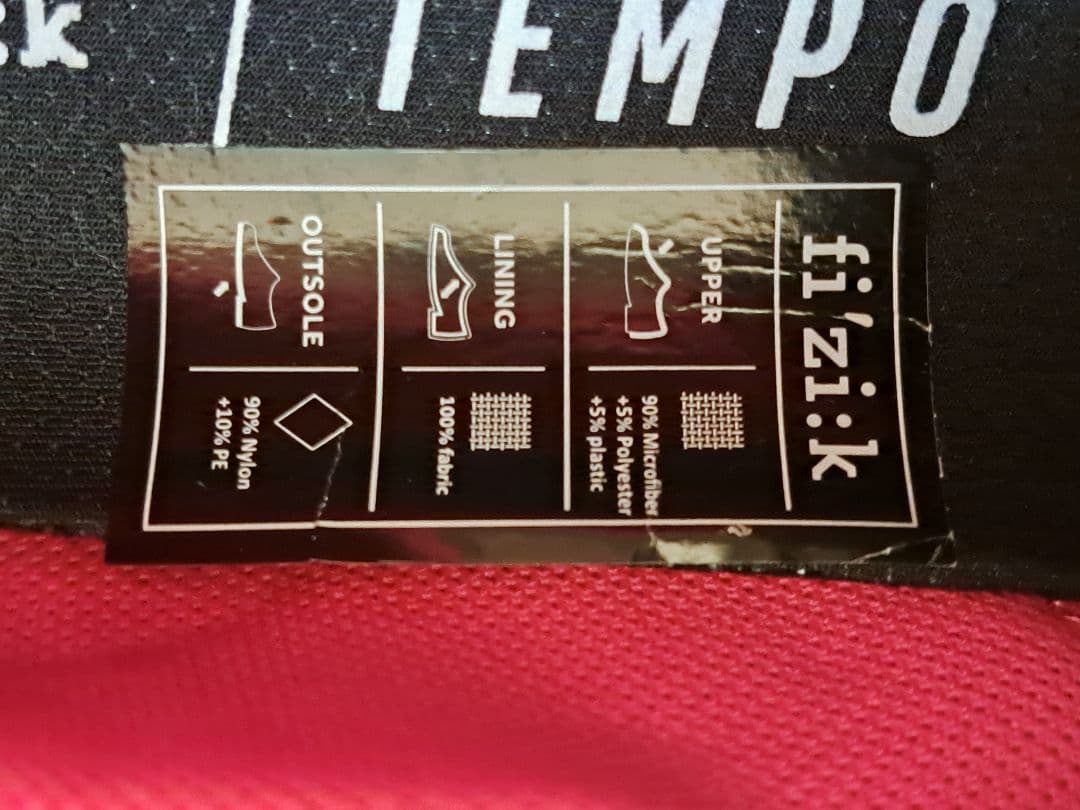 :k
TEMPO
fi'zi:k
UPPER
90% Microfiber
+5% Polyester
+5% plastic
LINING
100% fabric
OUTSOLE
90% Nylon
+10% PE